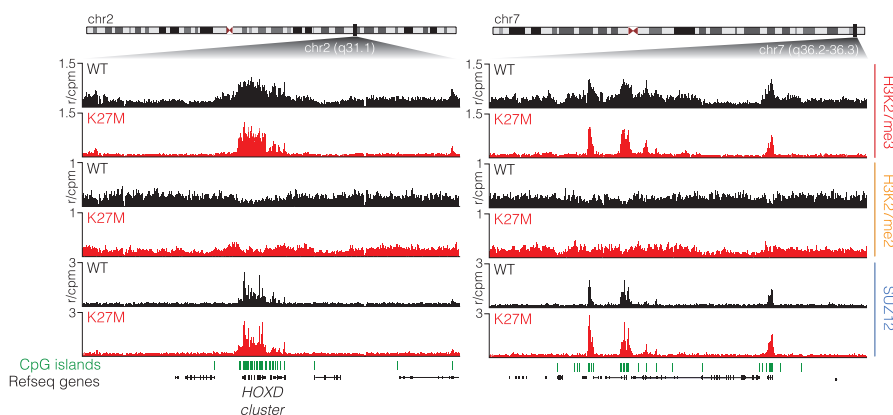 chr2
chr7
chr2 (q31.1)
chr7 (q36.2-36.3)
1.5
WT
r/cpm
1.5
K27M
1
WT
r/cpm
1
K27M
3
WT
r/cpm
3
K27M
1.5
WT
r/cpm
1.5
K27M
H3K27me3
1
WT
r/cpm
1
K27M
H3K27me2
3
WT
r/cpm
3
K27M
SUZ12
CpG islands
Refseq genes
HOXD
cluster